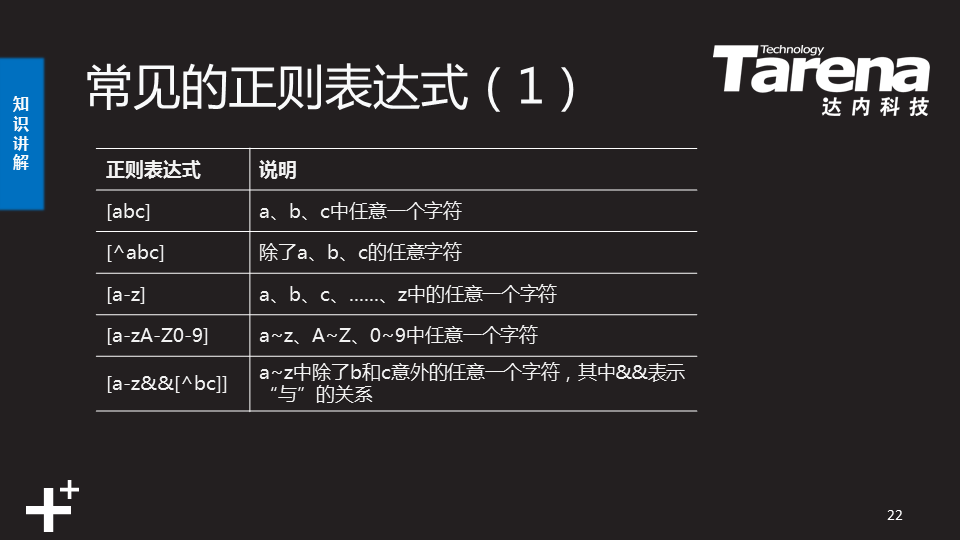 知识讲解
常见的正则表达式（1）
Technology
Tarena
达内科技
正则表达式 说明
[abc] a、b、c中任意一个字符
[^abc] 除了a、b、c的任意字符
[a-z] a、b、c、……、z中的任意一个字符
[a-zA-Z0-9] a~z、A~Z、0~9中任意一个字符
[a-z&&[^bc]] a~z中除了b和c意外的任意一个字符，其中&&表示
“与”的关系
22